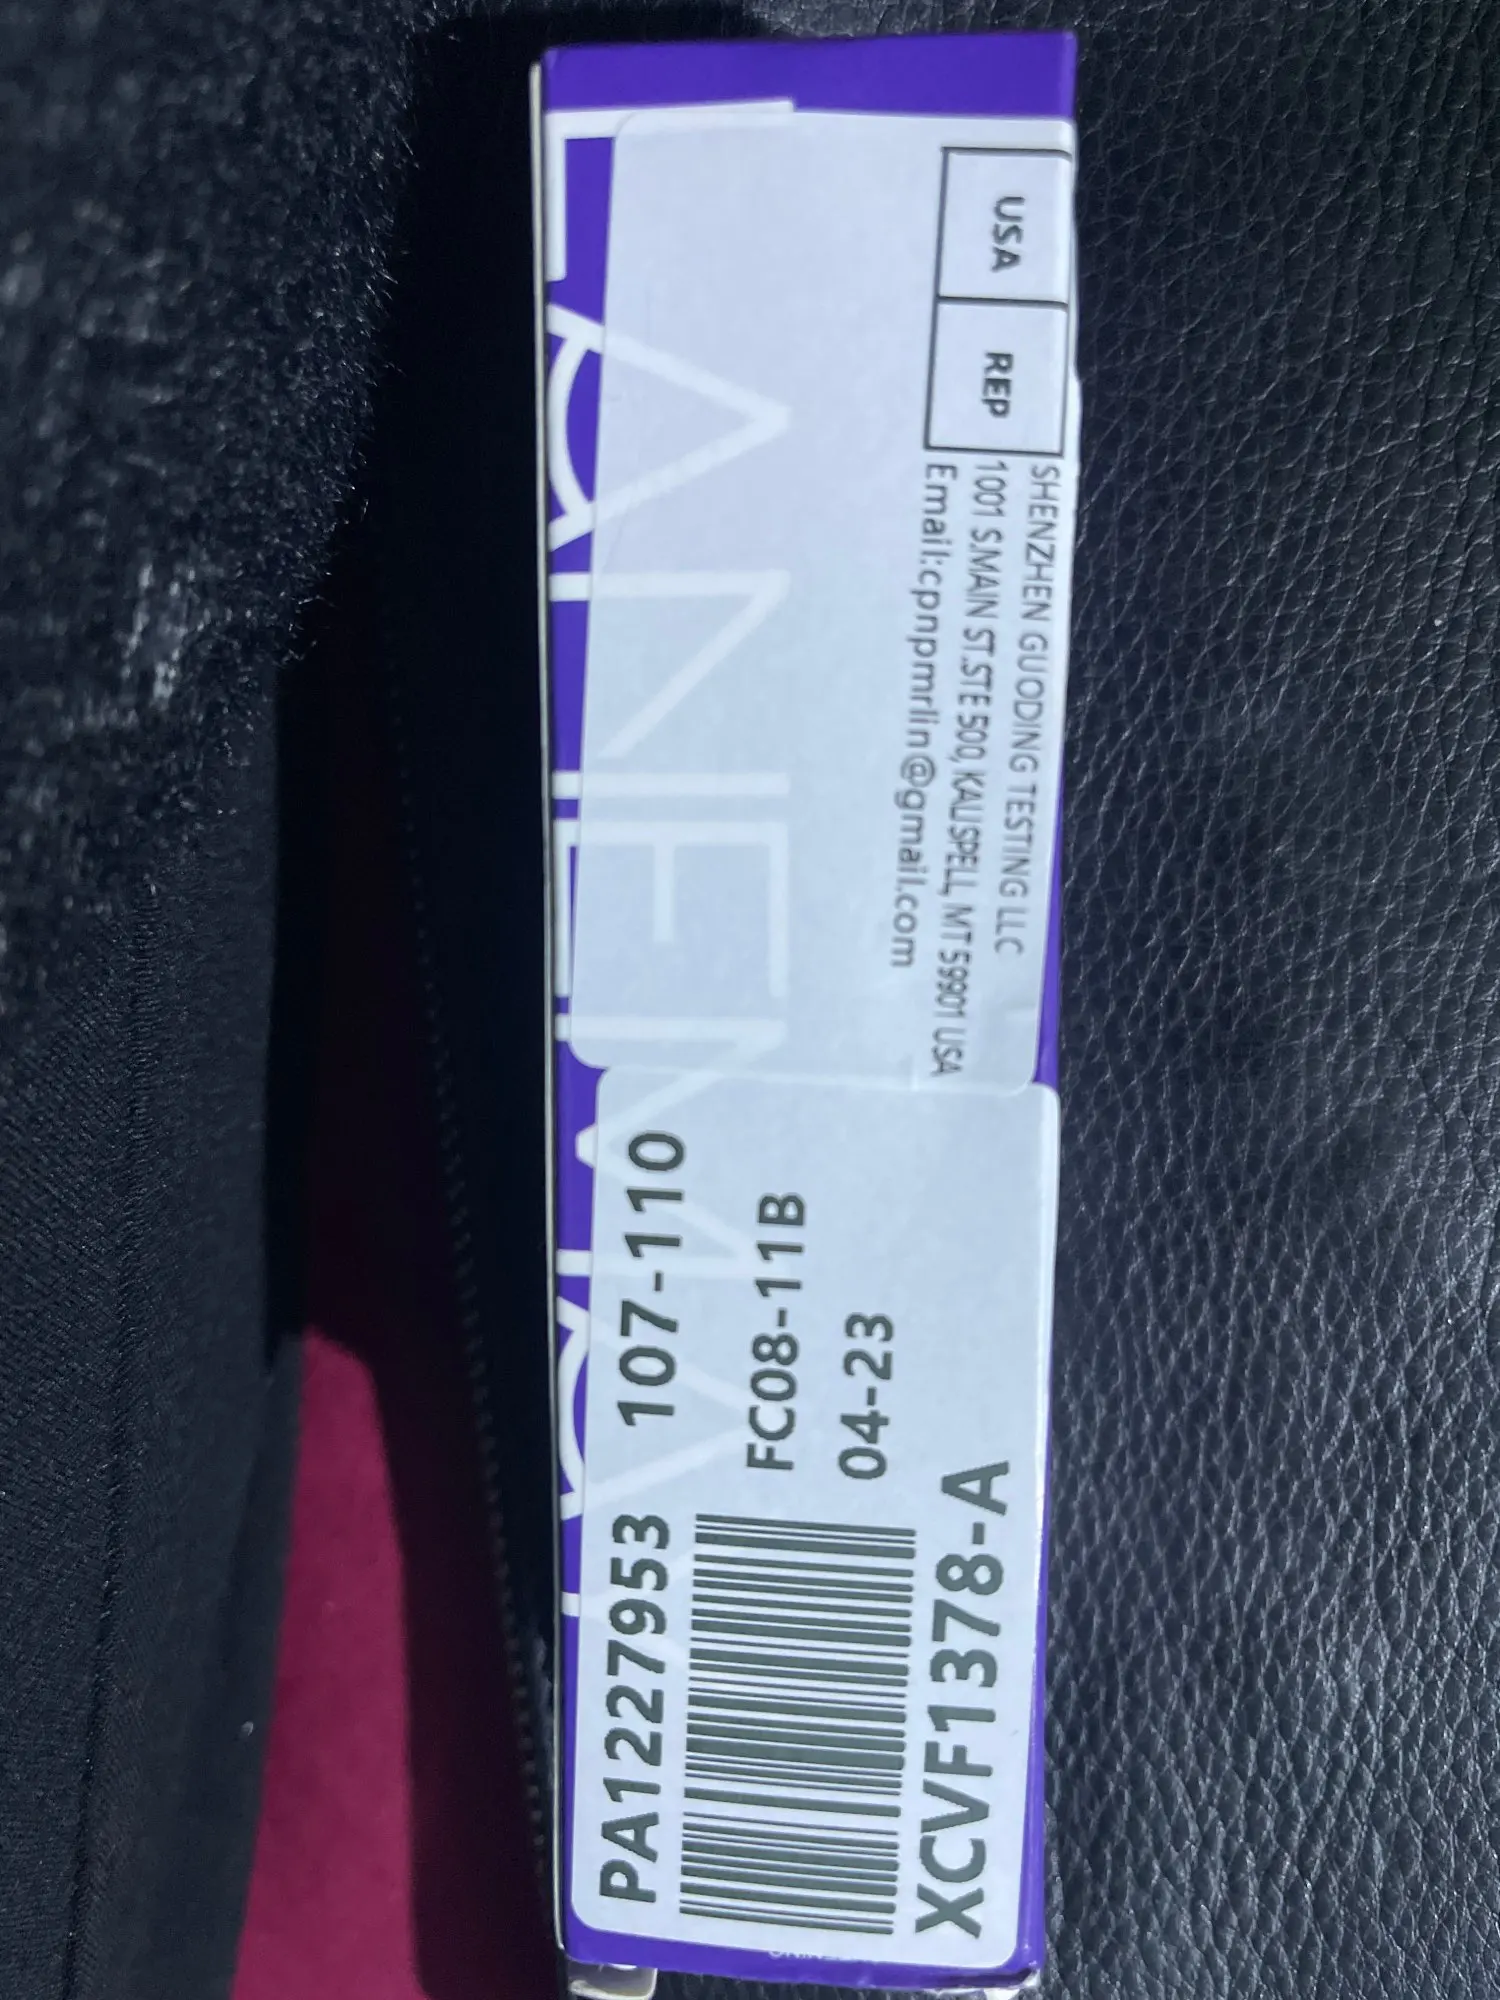 USA REP
SHENZHEN GUODING TESTING LLC
1001 S.MAIN ST.STE 500, KALISPELL, MT 59901 USA
Email:cpnpmrlin@gmail.com
PA1227953 107-110
FC08-11B
04-23
XCVF1378-A